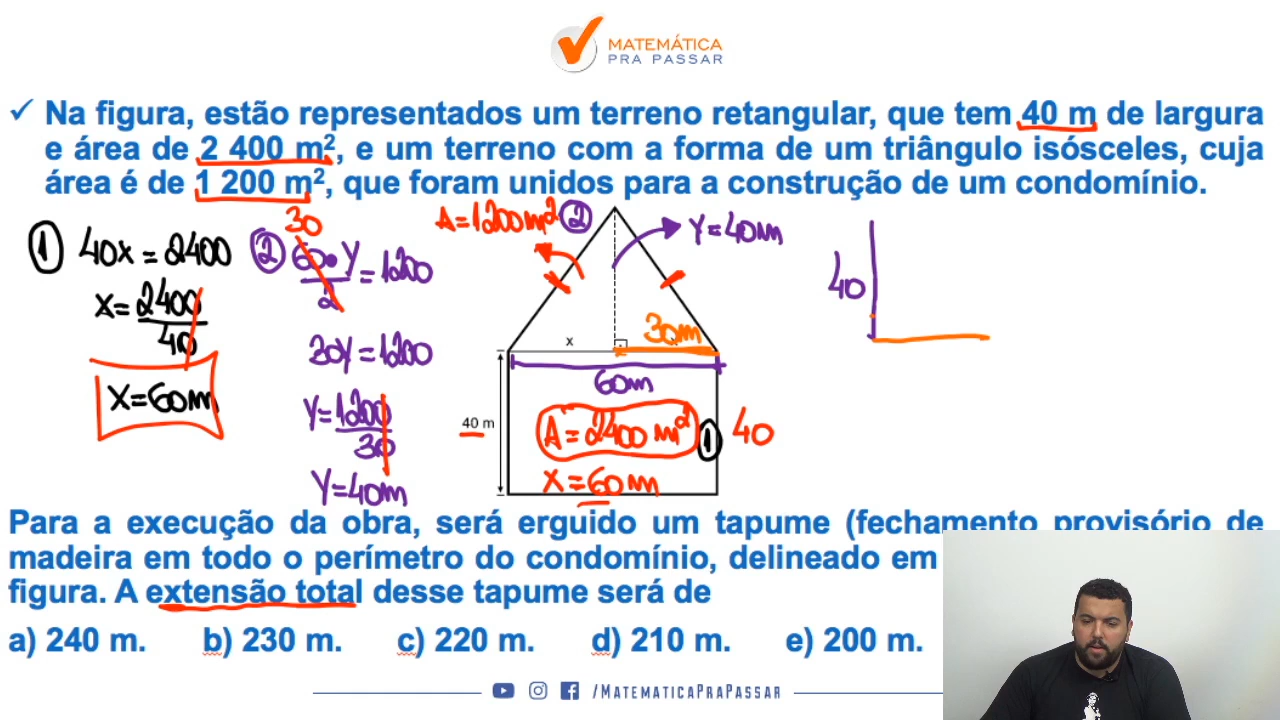 MATEMÁTICA
PRA PASSAR
✓ Na figura, estão representados um terreno retangular, que tem 40 m de largura
e área de 2 400 m², e um terreno com a forma de um triângulo isósceles, cuja
área é de 1 200 m², que foram unidos para a construção de um condomínio.
① 40x = 2400
x = 2400
40
X = 60m
30
② 60 • Y = 1200
2
30Y = 1200
Y = 1200
30
Y = 40m
A = 1200m² ②
Y = 40m
x
30m
60m
40 m
A = 2400 m² ①
X = 60m
40
40
Para a execução da obra, será erguido um tapume (fechamento provisório de
madeira em todo o perímetro do condomínio, delineado em
figura. A extensão total desse tapume será de
a) 240 m. b) 230 m. c) 220 m. d) 210 m. e) 200 m.
/MATEMATICAPRAPASSAR